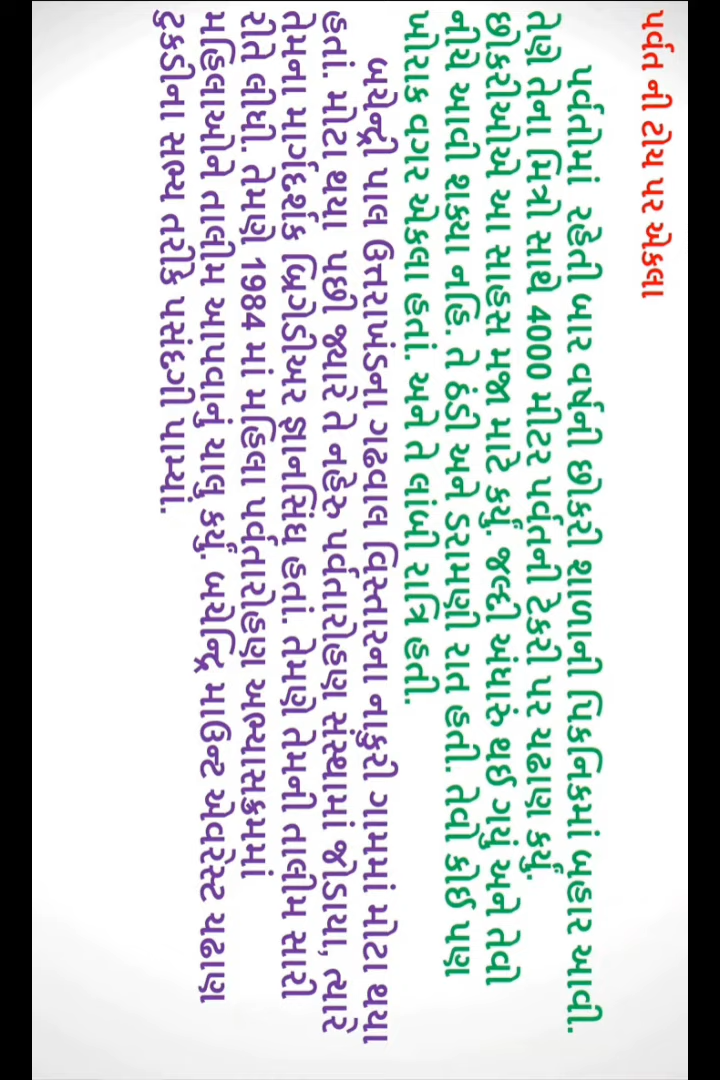 પર્વત ની ટોચ પર એકલા
પર્વતોમાં રહેતી બાર વર્ષની છોકરી શાળાની પિકનિકમાં બહાર આવી.
તેણે તેના મિત્રો સાથે 4000 મીટર પર્વતની ટેકરી પર ચઢાણ કર્યું.
છોકરીઓએ આ સાહસ મજા માટે કર્યું. જલ્દી અંધારું થઈ ગયું અને તેવો
નીચે આવી શક્યા નહિ. તે ઠંડી અને ડરામણી રાત હતી. તેવો કોઈ પણ
ખોરાક વગર એકલા હતાં. અને તે લાંબી રાત્રિ હતી.
બચેન્દ્રી પાલ ઉત્તરાખંડના ગઢવાલ વિસ્તારના નાકુરી ગામમાં મોટા થયા
હતાં. મોટા થયા પછી જ્યારે તે નહેરુ પર્વતારોહણ સંસ્થામાં જોડાયા, ત્યારે
તેમના માર્ગદર્શક બ્રિગેડીઅર જ્ઞાનસિંઘ હતાં. તેમણે તેમની તાલીમ સારી
રીતે લીધી. તેમણે 1984 માં મહિલા પર્વતારોહણ અભ્યાસક્રમમાં
મહિલાઓને તાલીમ આપવાનું ચાલુ કર્યું. બચેન્દ્રિ માઉન્ટ એવરેસ્ટ ચઢાણ
ટુકડીના સભ્ય તરીકે પસંદગી પામ્યાં.